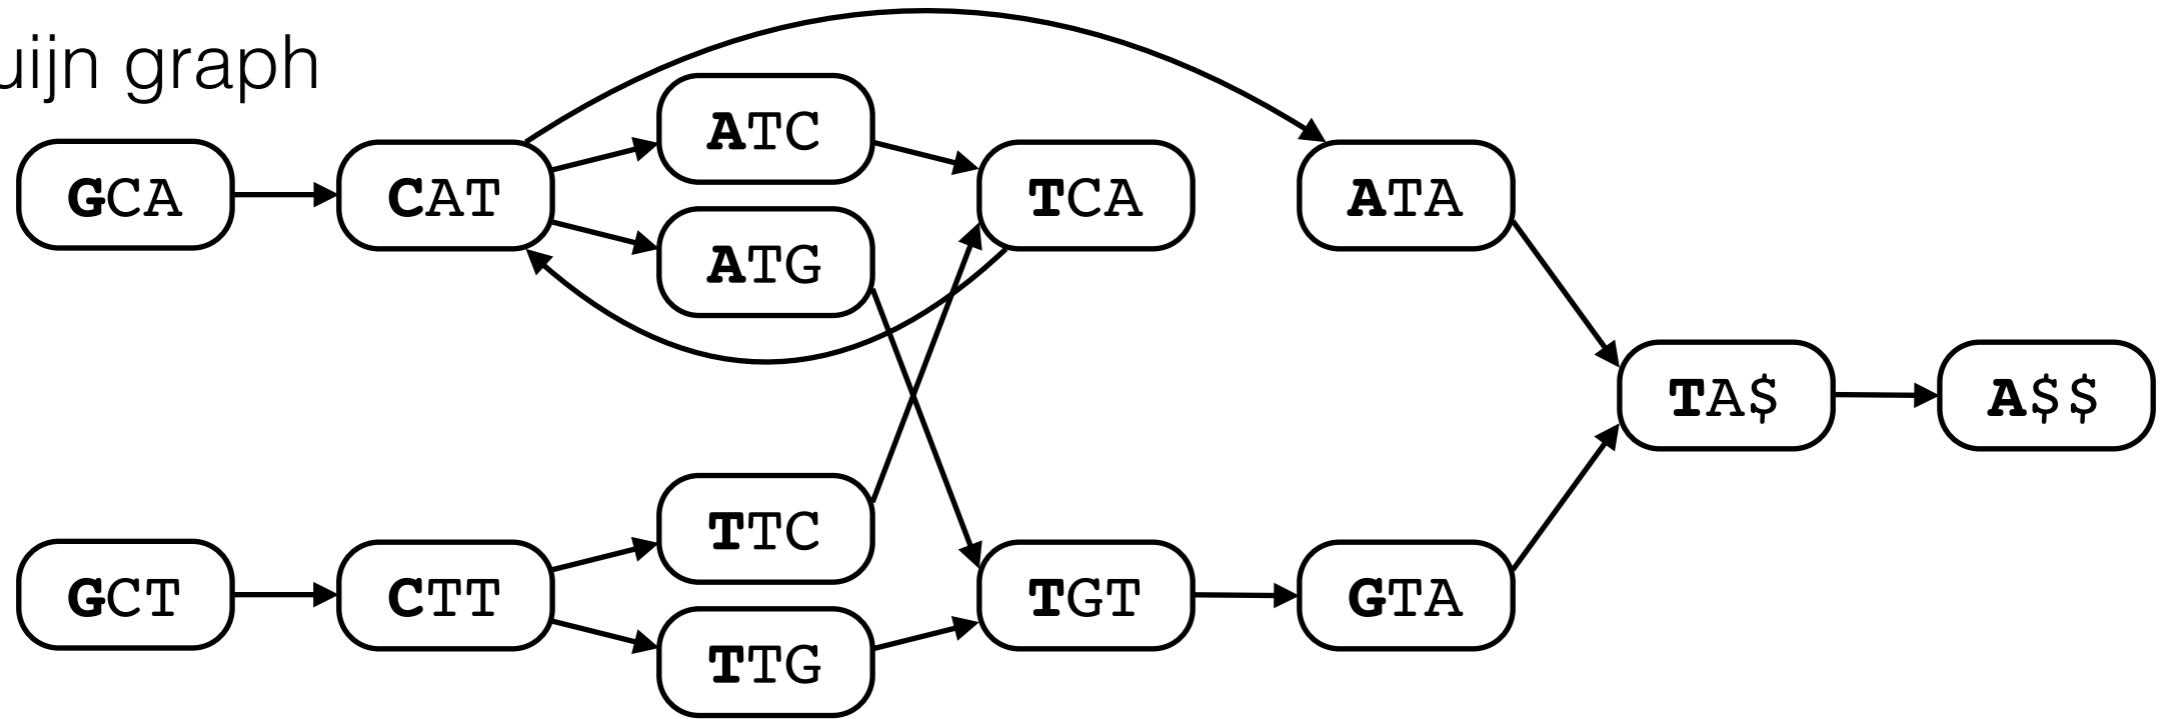 uijn graph
GCA
CAT
ATC
ATG
TCA
ATA
TA$
A$$
GCT
CTT
TTC
TTG
TGT
GTA